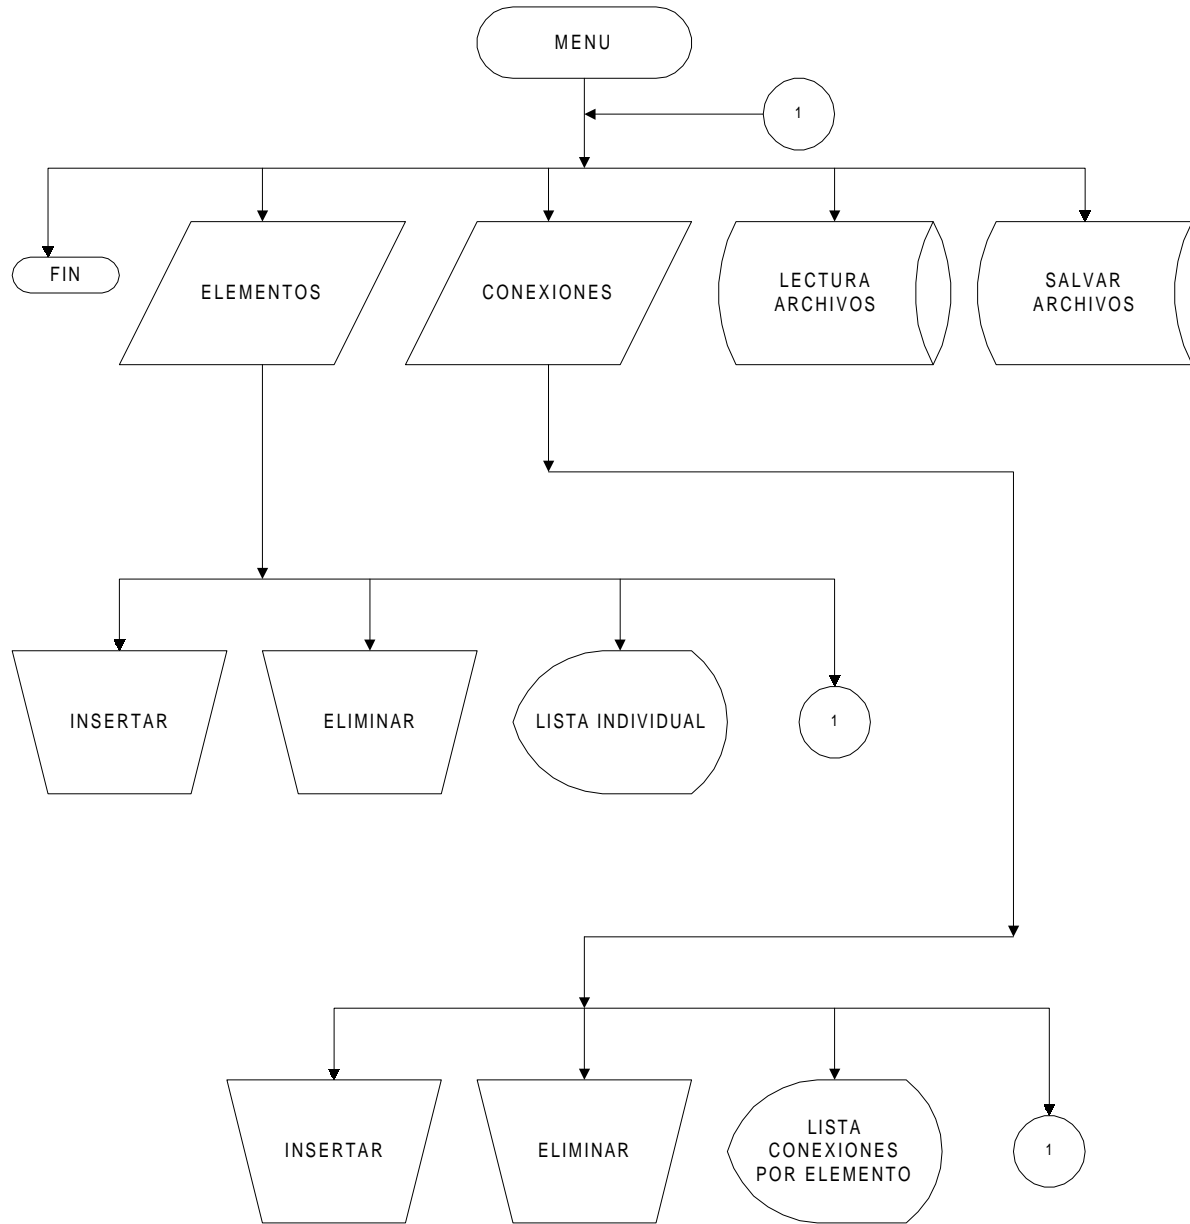 MENU
1
FIN
ELEMENTOS
CONEXIONES
LECTURA
ARCHIVOS
SALVAR
ARCHIVOS
INSERTAR
ELIMINAR
LISTA INDIVIDUAL
1
INSERTAR
ELIMINAR
LISTA
CONEXIONES
POR ELEMENTO
1